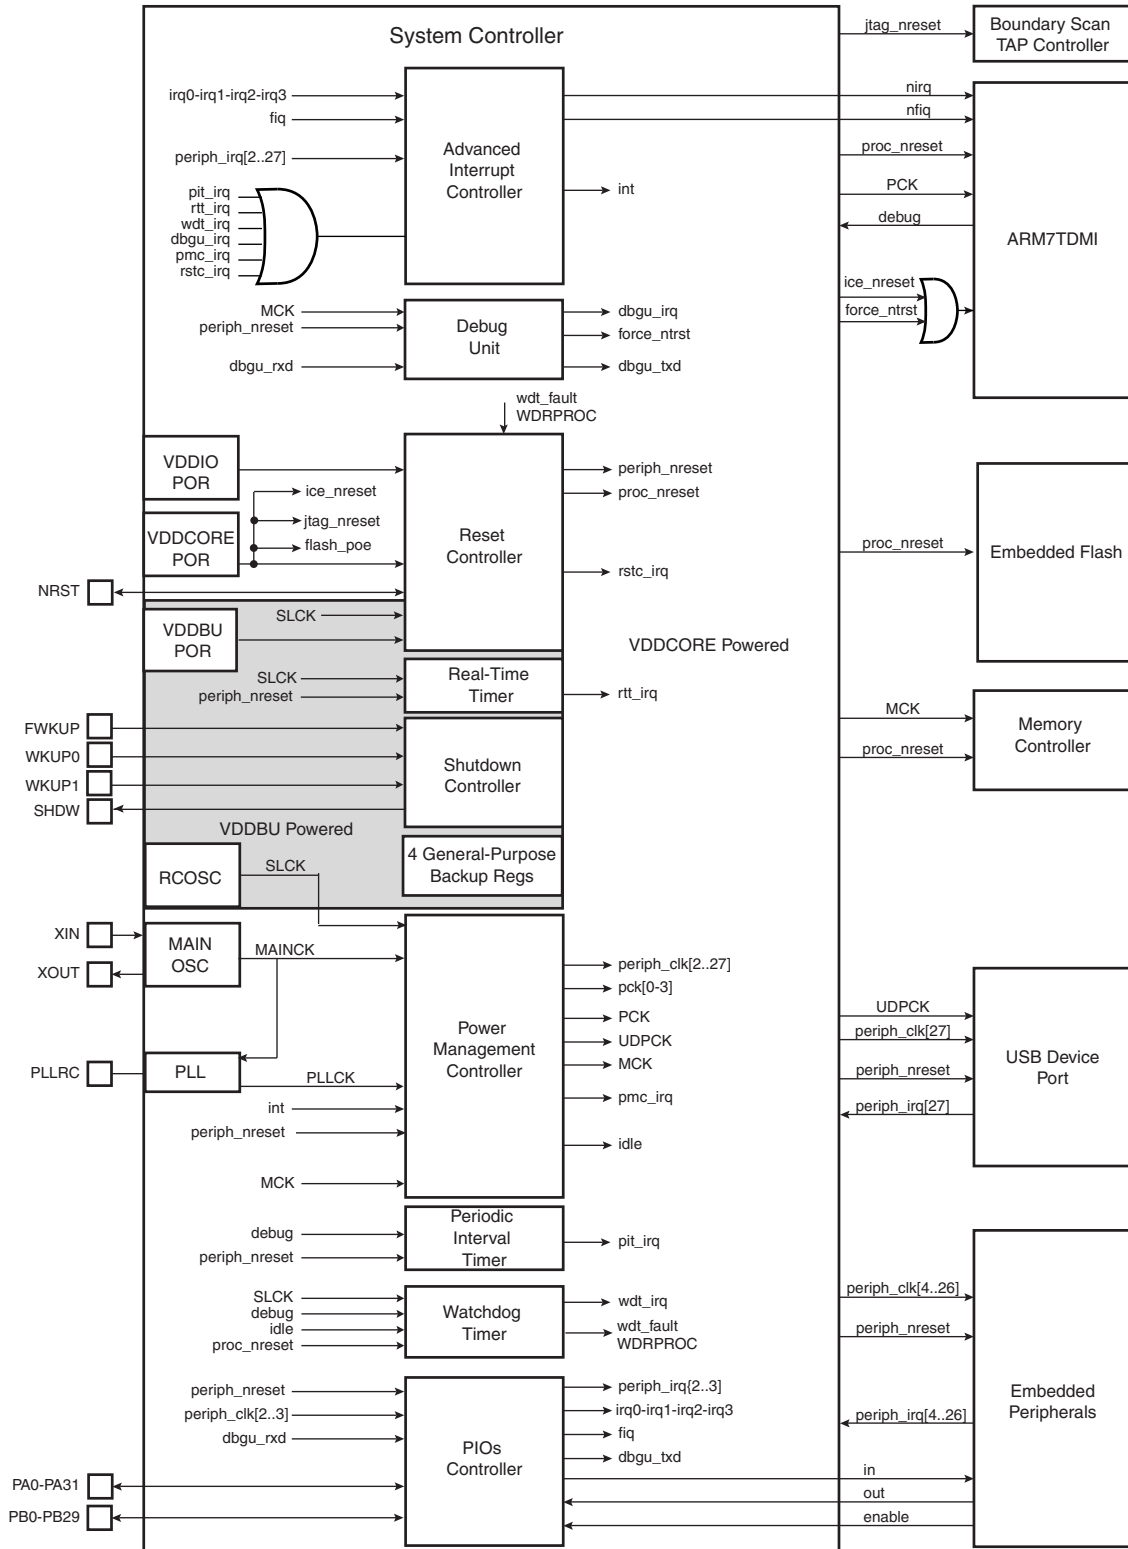 System Controller
jtag_nreset
Boundary Scan
TAP Controller
irq0-irq1-irq2-irq3
fiq
periph_irq[2..27]
pit_irq
rtt_irq
wdt_irq
dbgu_irq
pmc_irq
rstc_irq
Advanced
Interrupt
Controller
int
nirq
nfiq
proc_nreset
PCK
debug
ice_nreset
force_ntrst
ARM7TDMI
MCK
periph_nreset
dbgu_rxd
Debug
Unit
dbgu_irq
force_ntrst
dbgu_txd
wdt_fault
WDRPROC
VDDIO
POR
ice_nreset
jtag_nreset
flash_poe
VDDCORE
POR
NRST
VDDBU
POR
SLCK
Reset
Controller
periph_nreset
proc_nreset
rstc_irq
VDDCORE Powered
proc_nreset
Embedded Flash
SLCK
periph_nreset
Real-Time
Timer
rtt_irq
FWKUP
WKUP0
WKUP1
SHDW
Shutdown
Controller
VDDBU Powered
MCK
proc_nreset
Memory
Controller
RCOSC
SLCK
4 General-Purpose
Backup Regs
XIN
XOUT
MAIN
OSC
MAINCK
PLLRC
PLL
PLLCK
int
periph_nreset
MCK
Power
Management
Controller
periph_clk[2..27]
pck[0-3]
PCK
UDPCK
MCK
pmc_irq
idle
UDPCK
periph_clk[27]
periph_nreset
periph_irq[27]
USB Device
Port
debug
periph_nreset
Periodic
Interval
Timer
pit_irq
SLCK
debug
idle
proc_nreset
Watchdog
Timer
wdt_irq
wdt_fault
WDRPROC
periph_clk[4..26]
periph_nreset
periph_irq[4..26]
in
out
enable
Embedded
Peripherals
periph_nreset
periph_clk[2..3]
dbgu_rxd
PA0-PA31
PB0-PB29
PIOs
Controller
periph_irq{2..3]
irq0-irq1-irq2-irq3
fiq
dbgu_txd